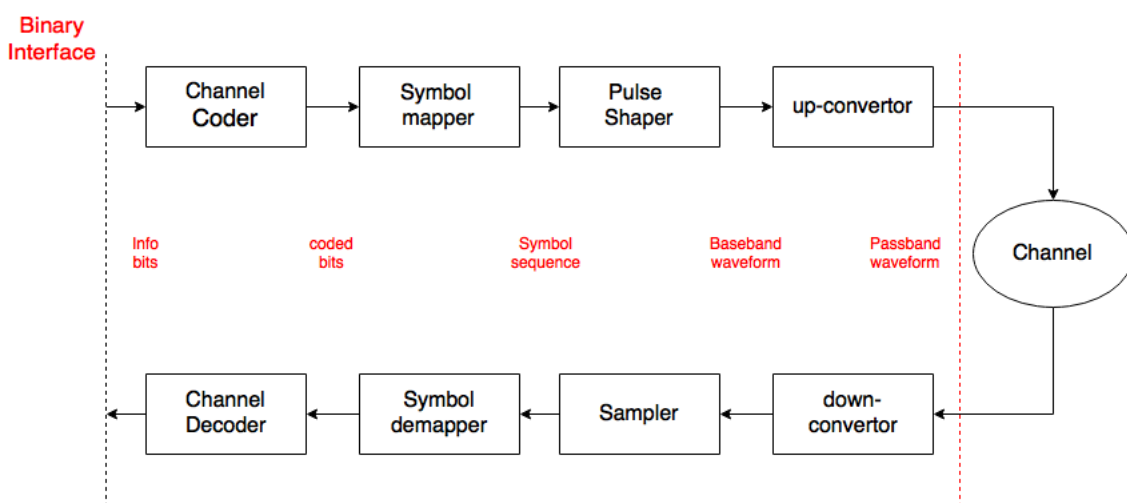 Binary
Interface
Channel
Coder
Symbol
mapper
Pulse
Shaper
up-convertor
Info
bits
coded
bits
Symbol
sequence
Baseband
waveform
Passband
waveform
Channel
Channel
Decoder
Symbol
demapper
Sampler
down-
convertor